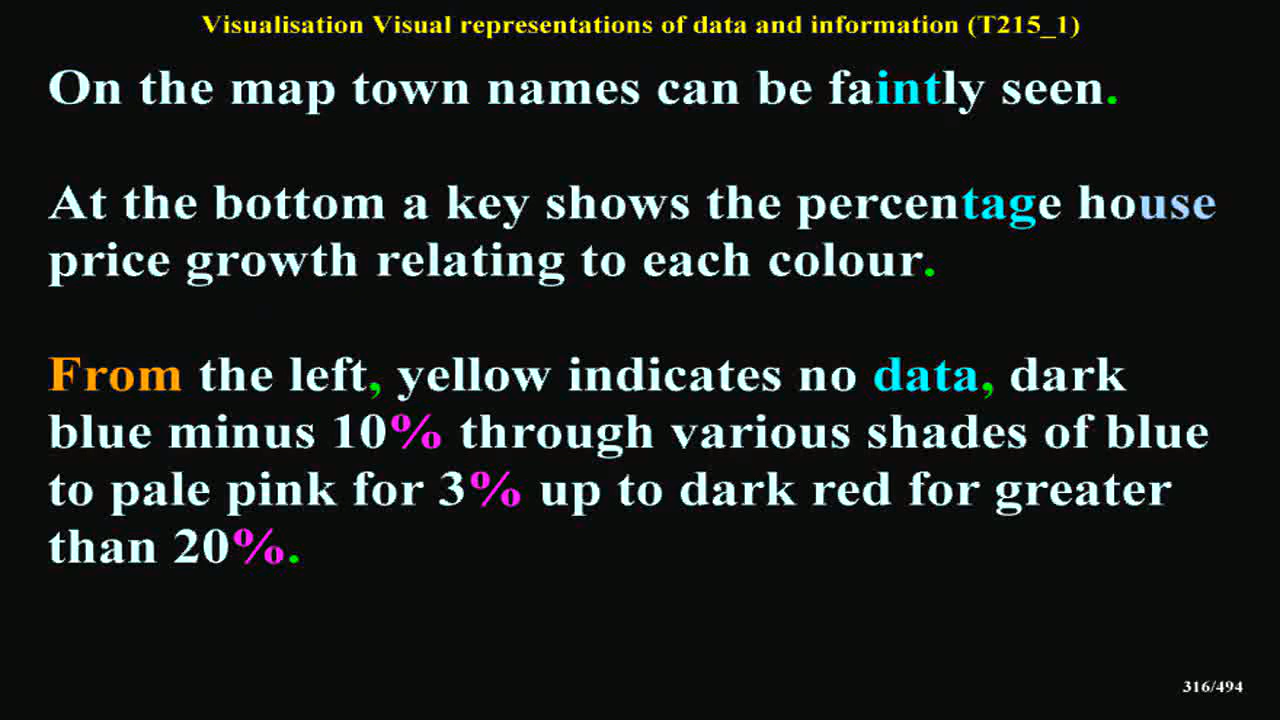 Visualisation Visual representations of data and information (T215_1)
On the map town names can be faintly seen.
At the bottom a key shows the percentage house
price growth relating to each colour.
From the left, yellow indicates no data, dark
blue minus 10% through various shades of blue
to pale pink for 3% up to dark red for greater
than 20%.
316/494